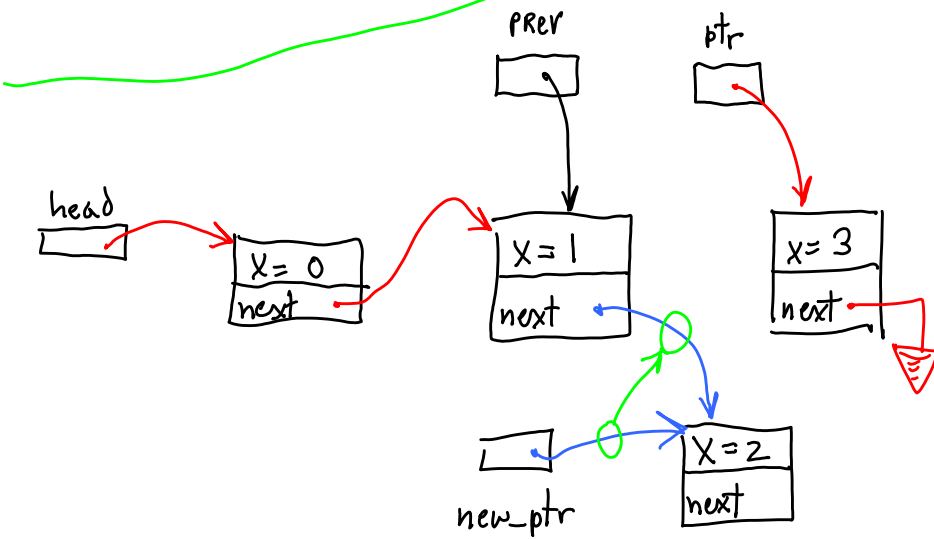 prev
ptr
head
x = 0
next
x = 1
next
x = 3
next
new_ptr
x = 2
next